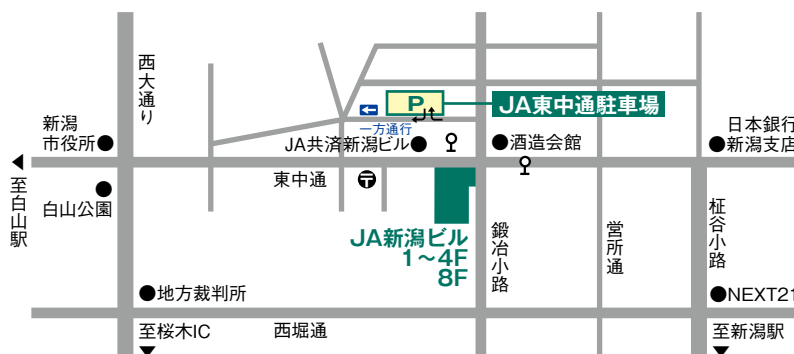 西大通り
新潟
市役所
P
JA東中通駐車場
一方通行
JA共済新潟ビル
酒造会館
日本銀行
新潟支店
至白山駅
白山公園
東中通
JA新潟ビル
1～4F
8F
鍛冶小路
営所通
柾谷小路
地方裁判所
NEXT21
至桜木IC
西堀通
至新潟駅